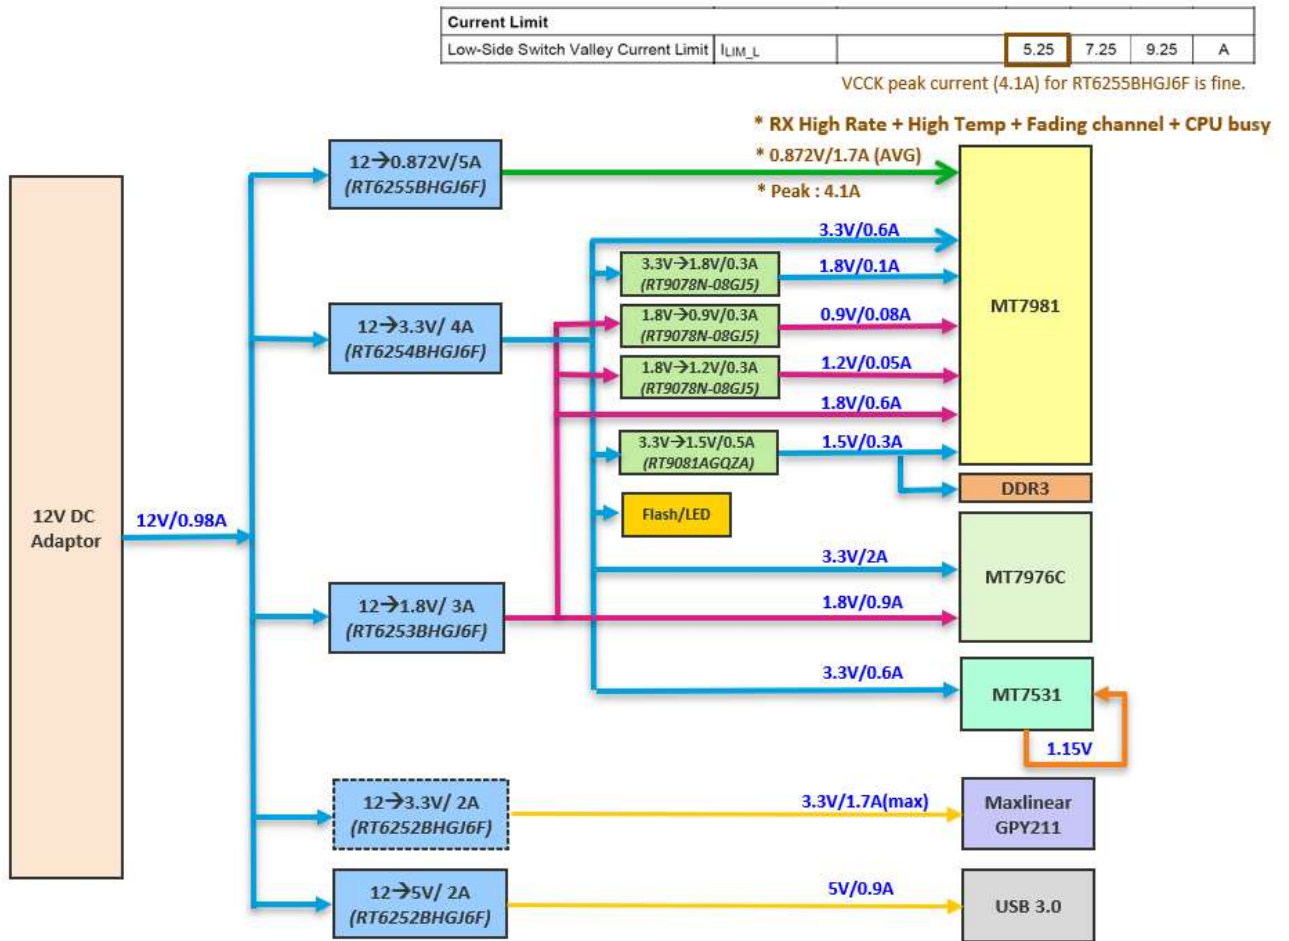 Current Limit
Low-Side Switch Valley Current Limit ILIM_L 5.25 7.25 9.25 A
VCCK peak current (4.1A) for RT6255BHGJ6F is fine.
* RX High Rate + High Temp + Fading channel + CPU busy
12→0.872V/5A
(RT6255BHGJ6F)
* 0.872V/1.7A (AVG)
* Peak : 4.1A
3.3V/0.6A
3.3V→1.8V/0.3A
(RT9078N-08GJ5)
1.8V/0.1A
MT7981
1.8V→0.9V/0.3A
(RT9078N-08GJ5)
0.9V/0.08A
12→3.3V/ 4A
(RT6254BHGJ6F)
1.8V→1.2V/0.3A
(RT9078N-08GJ5)
1.2V/0.05A
1.8V/0.6A
3.3V→1.5V/0.5A
(RT9081AGQZA)
1.5V/0.3A
DDR3
12V DC
Adaptor
12V/0.98A
Flash/LED
3.3V/2A
MT7976C
12→1.8V/ 3A
(RT6253BHGJ6F)
1.8V/0.9A
3.3V/0.6A
MT7531
1.15V
12→3.3V/ 2A
(RT6252BHGJ6F)
3.3V/1.7A(max)
Maxlinear
GPY211
12→5V/ 2A
(RT6252BHGJ6F)
5V/0.9A
USB 3.0